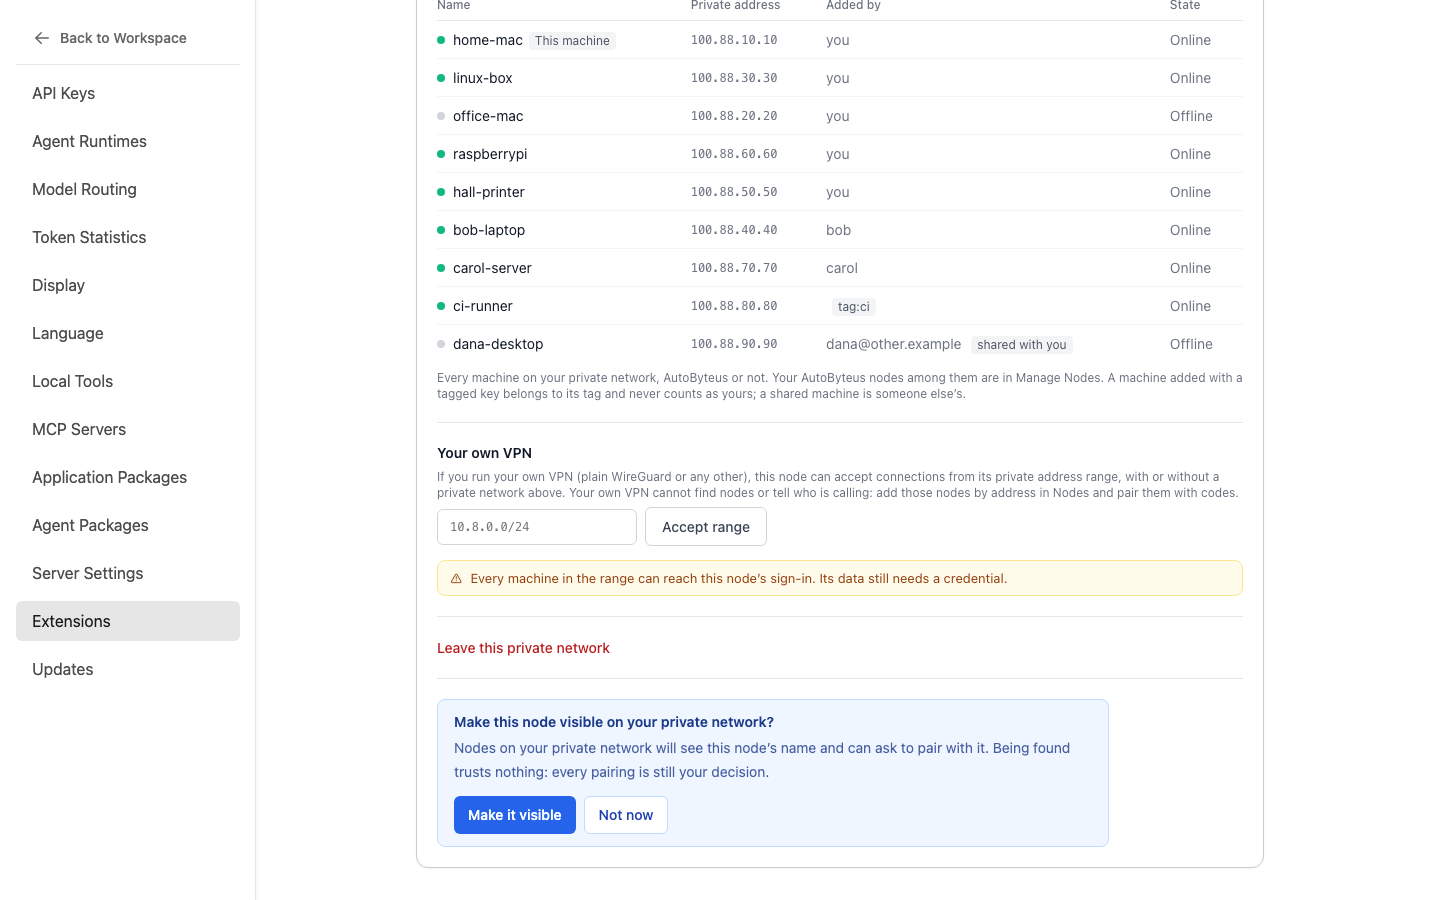 Back to Workspace
API Keys
Agent Runtimes
Model Routing
Token Statistics
Display
Language
Local Tools
MCP Servers
Application Packages
Agent Packages
Server Settings
Extensions
Updates
Name Private address Added by State
home-mac This machine 100.88.10.10 you Online
linux-box 100.88.30.30 you Online
office-mac 100.88.20.20 you Offline
raspberrypi 100.88.60.60 you Online
hall-printer 100.88.50.50 you Online
bob-laptop 100.88.40.40 bob Online
carol-server 100.88.70.70 carol Online
ci-runner 100.88.80.80 tag:ci Online
dana-desktop 100.88.90.90 dana@other.example shared with you Offline
Every machine on your private network, AutoByteus or not. Your AutoByteus nodes among them are in Manage Nodes. A machine added with a
tagged key belongs to its tag and never counts as yours; a shared machine is someone else’s.
Your own VPN
If you run your own VPN (plain WireGuard or any other), this node can accept connections from its private address range, with or without a
private network above. Your own VPN cannot find nodes or tell who is calling: add those nodes by address in Nodes and pair them with codes.
10.8.0.0/24 Accept range
Every machine in the range can reach this node’s sign-in. Its data still needs a credential.
Leave this private network
Make this node visible on your private network?
Nodes on your private network will see this node’s name and can ask to pair with it. Being found
trusts nothing: every pairing is still your decision.
Make it visible Not now